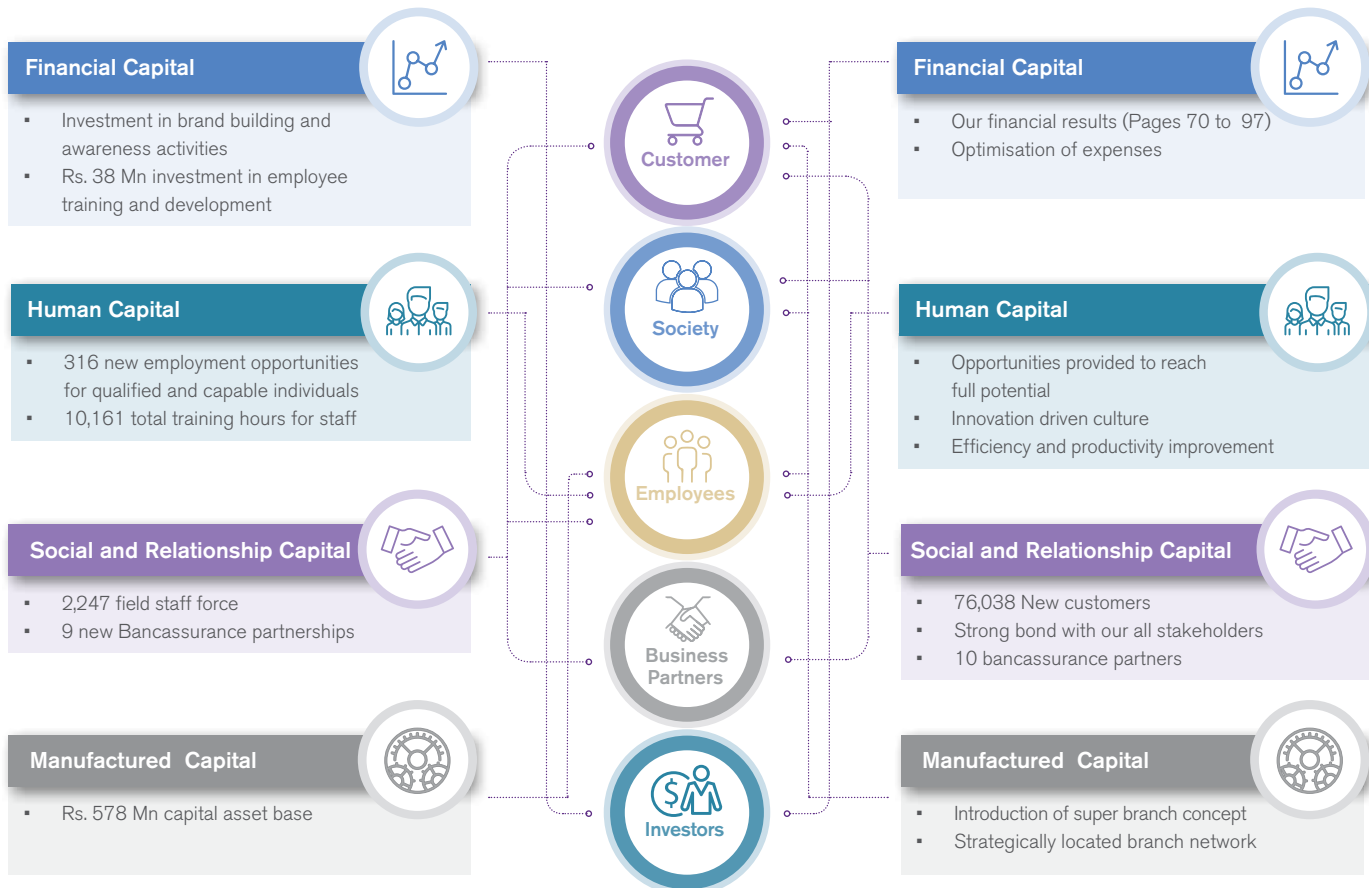 Financial Capital
▪ Investment in brand building and
awareness activities
▪ Rs. 38 Mn investment in employee
training and development
Human Capital
▪ 316 new employment opportunities
for qualified and capable individuals
▪ 10,161 total training hours for staff
Social and Relationship Capital
▪ 2,247 field staff force
▪ 9 new Bancassurance partnerships
Manufactured Capital
▪ Rs. 578 Mn capital asset base
Customer
Society
Employees
Business
Partners
$
Investors
Financial Capital
▪ Our financial results (Pages 70 to 97)
▪ Optimisation of expenses
Human Capital
▪ Opportunities provided to reach
full potential
▪ Innovation driven culture
▪ Efficiency and productivity improvement
Social and Relationship Capital
▪ 76,038 New customers
▪ Strong bond with our all stakeholders
▪ 10 bancassurance partners
Manufactured Capital
▪ Introduction of super branch concept
▪ Strategically located branch network